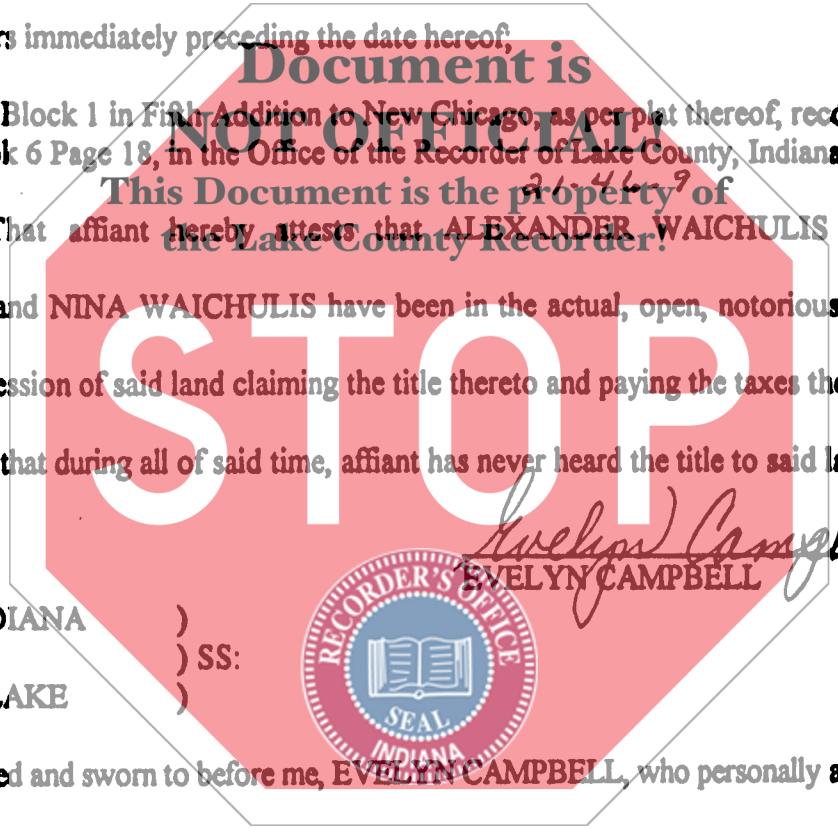 s immediately preceding the date hereof;
Document is
Block 1 in Fifth Addition to New Chicago, as per plat thereof, reco
NOT OFFICIAL!
k 6 Page 18, in the Office of the Recorder of Lake County, Indiana
21-46-9
This Document is the property of
the Lake County Recorder!
hat affiant hereby attests that ALEXANDER WAICHULIS
and NINA WAICHULIS have been in the actual, open, notorious
STOP
ession of said land claiming the title thereto and paying the taxes the
that during all of said time, affiant has never heard the title to said l
Evelyn Camp
EVELYN CAMPBELL
DIANA )
) SS:
LAKE )
RECORDER'S OFFICE
SEAL
INDIANA
ed and sworn to before me, EVELYN CAMPBELL, who personally a